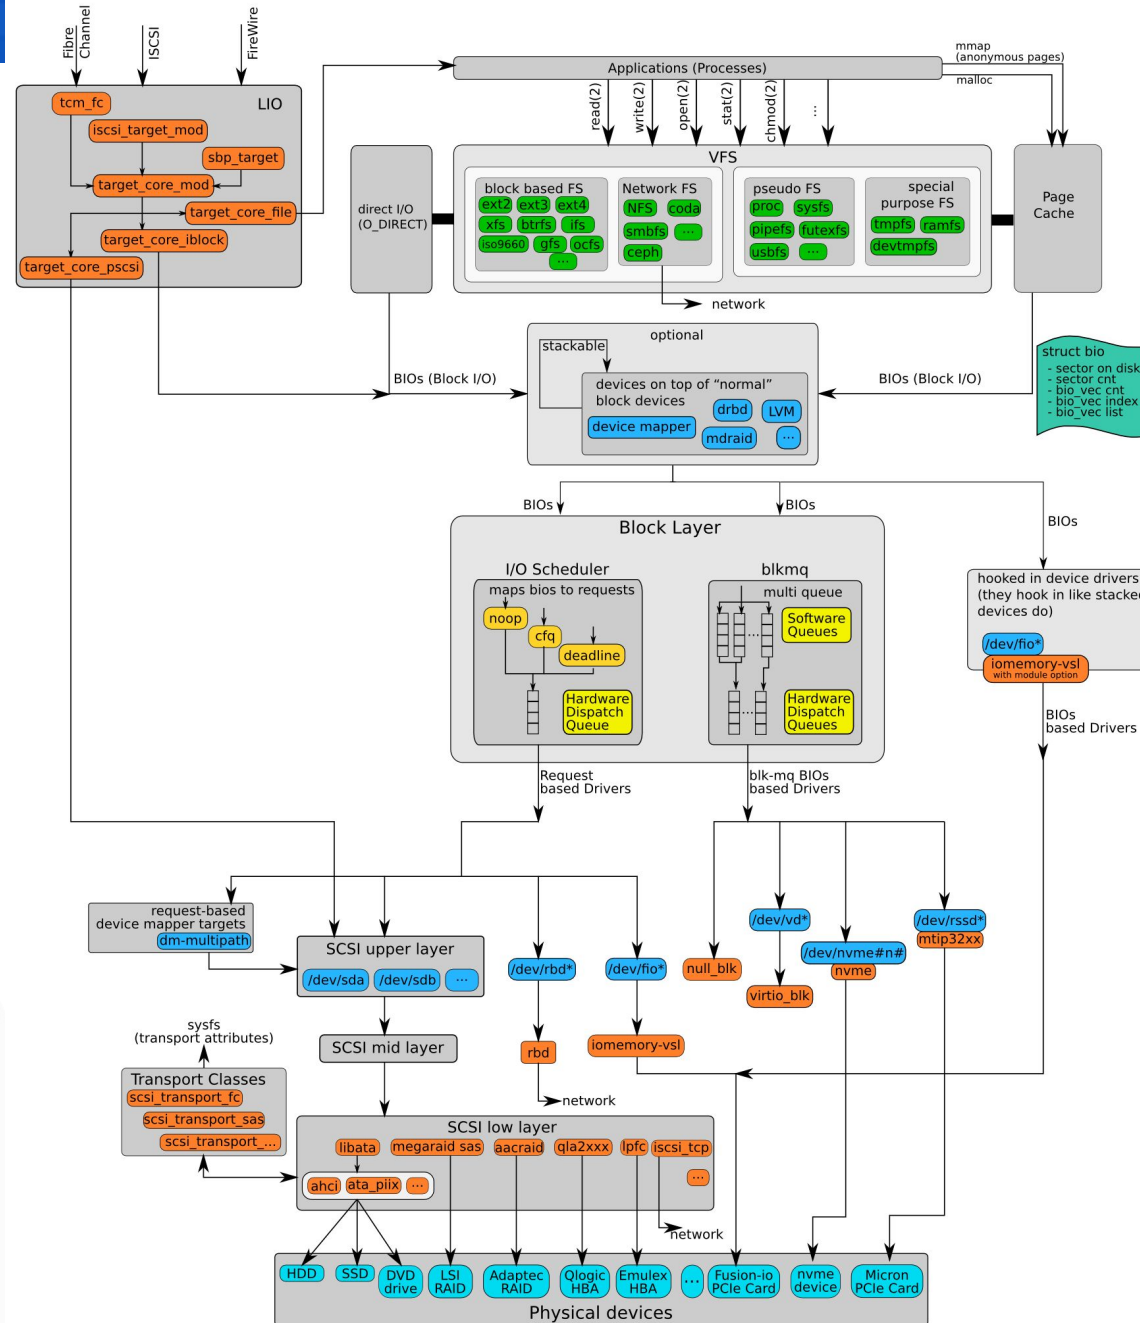 Fibre
Channel
ISCSI
FireWire
LIO
tcm_fc
iscsi_target_mod
sbp_target
target_core_mod
target_core_file
target_core_iblock
target_core_pscsi
Applications (Processes)
mmap
(anonymous pages)
malloc
read(2)
write(2)
open(2)
stat(2)
chmod(2)
...
VFS
direct I/O
(O_DIRECT)
block based FS
ext2
ext3
ext4
xfs
btrfs
ifs
iso9660
gfs
ocfs
...
Network FS
NFS
coda
smbfs
...
ceph
pseudo FS
proc
sysfs
pipefs
futexfs
usbfs
...
special
purpose FS
tmpfs
ramfs
devtmpfs
Page
Cache
network
optional
stackable
devices on top of “normal”
block devices
drbd
LVM
device mapper
mdraid
...
BIOs (Block I/O)
BIOs (Block I/O)
struct bio
- sector on disk
- sector cnt
- bio_vec cnt
- bio_vec index
- bio_vec list
BIOs
BIOs
BIOs
Block Layer
I/O Scheduler
maps bios to requests
noop
cfq
deadline
Hardware
Dispatch
Queue
blkmq
multi queue
Software
Queues
...
Hardware
Dispatch
Queues
...
hooked in device drivers
(they hook in like stacked
devices do)
/dev/fio*
iomemory-vsl
with module option
BIOs
based Drivers
Request
based Drivers
blk-mq BIOs
based Drivers
request-based
device mapper targets
dm-multipath
SCSI upper layer
/dev/sda
/dev/sdb
...
/dev/rbd*
/dev/fio*
null_blk
/dev/vd*
virtio_blk
/dev/nvme#n#
nvme
/dev/rssd*
mtip32xx
sysfs
(transport attributes)
SCSI mid layer
rbd
iomemory-vsl
network
Transport Classes
scsi_transport_fc
scsi_transport_sas
scsi_transport_...
SCSI low layer
libata
megaraid sas
aacraid
qla2xxx
lpfc
iscsi_tcp
ahci
ata_piix
...
...
network
HDD
SSD
DVD
drive
LSI
RAID
Adaptec
RAID
Qlogic
HBA
Emulex
HBA
...
Fusion-io
PCIe Card
nvme
device
Micron
PCIe Card
Physical devices